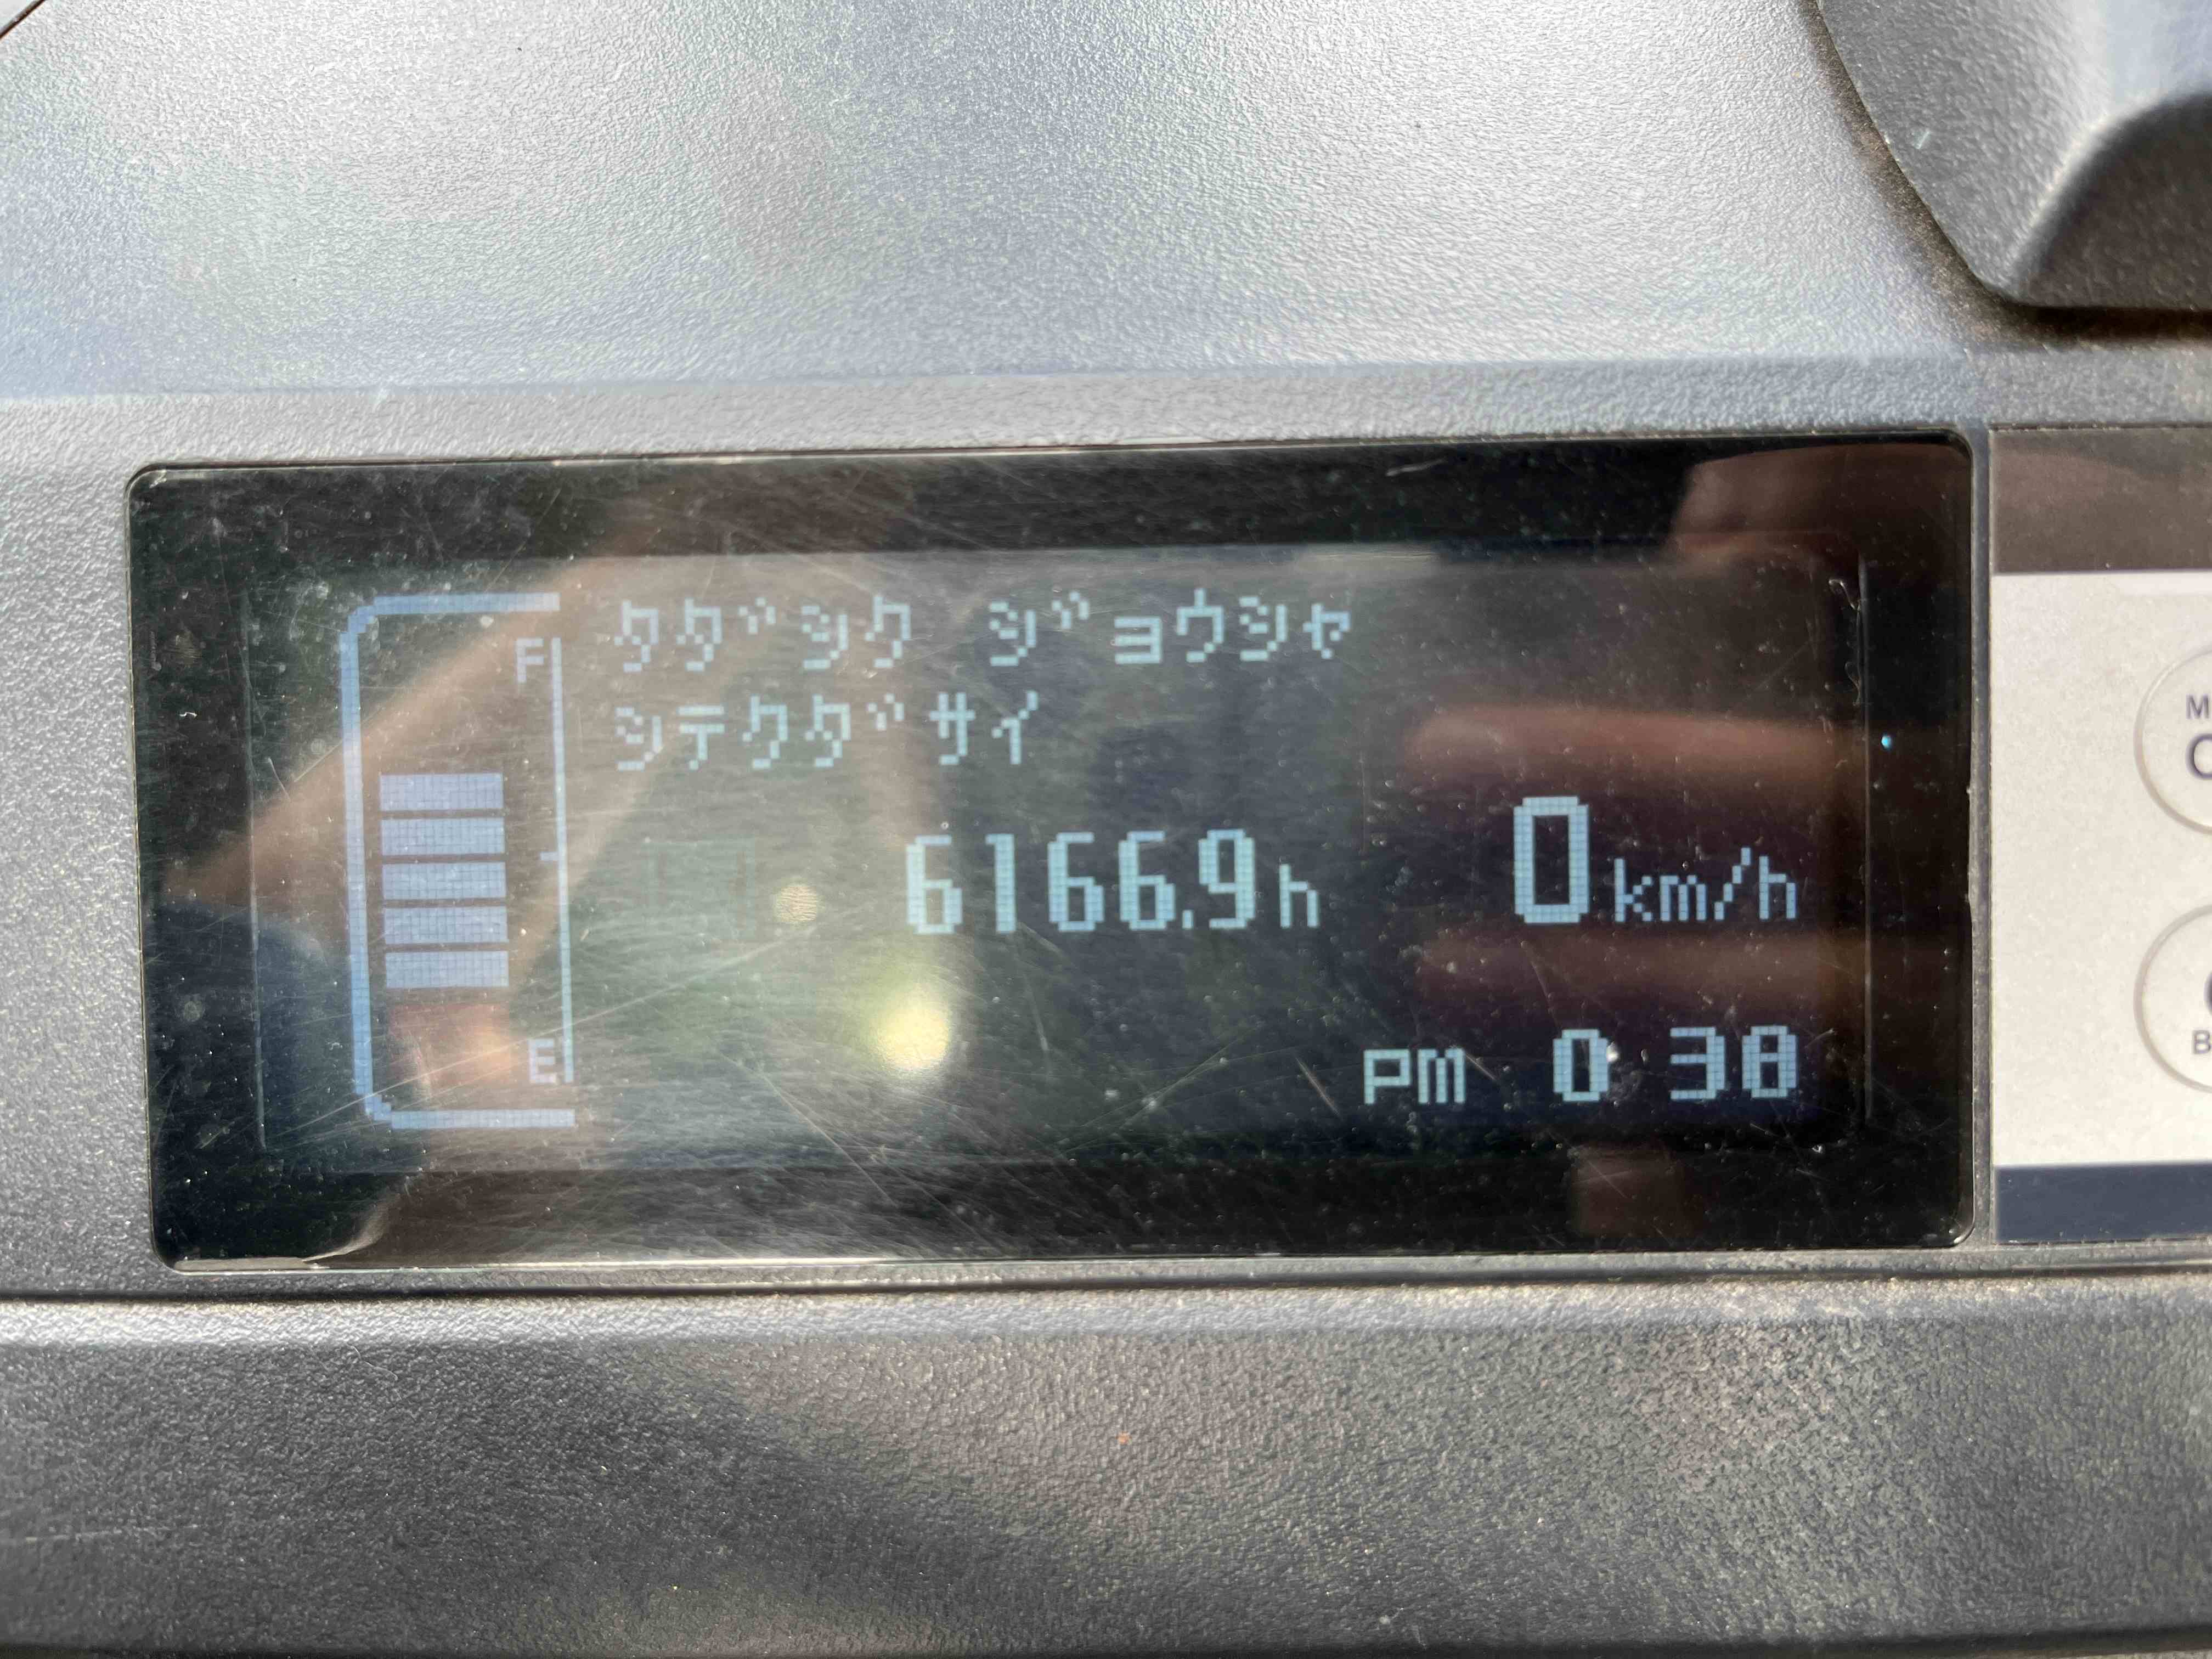 タダシク ジョウシャ
シテクダサイ
F
6166.9h
0km/h
E
PM 0 38
M
B